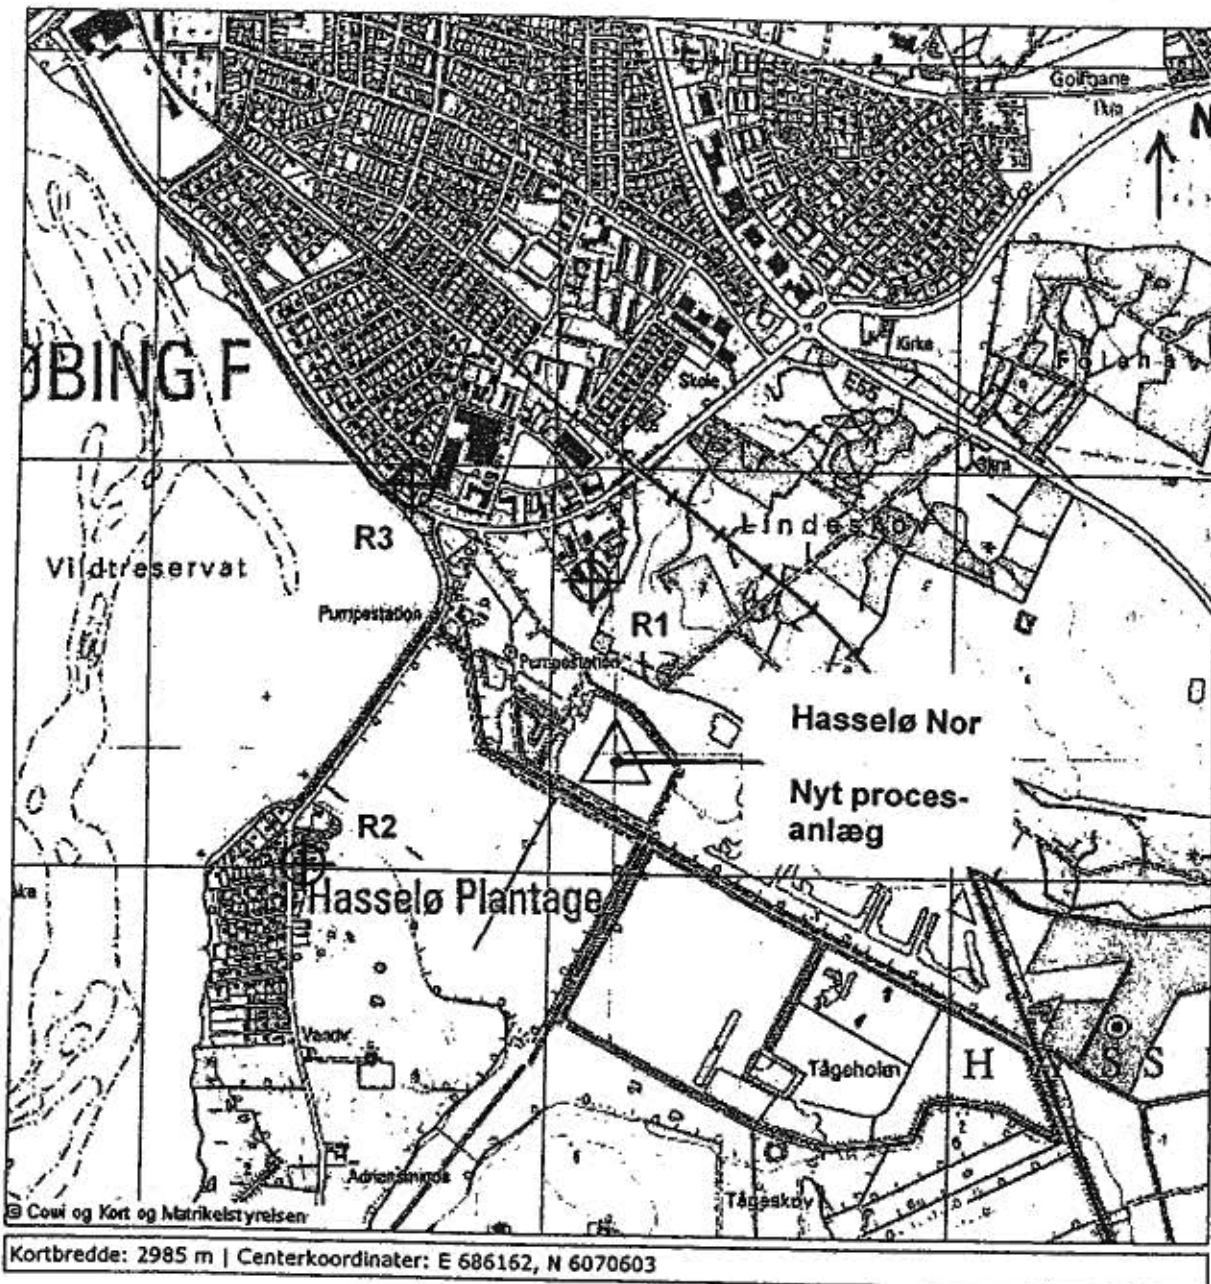 Golfbane
N
Kirke
E55
Skole
ØBING F
Lindeskov
R3
Vildtreservat
Pumpestation
R1
Pumpestation
Hasselø Nor
Nyt proces-
anlæg
R2
Hasselø Plantage
Tågeholm
H A S S
Tågeskov
© Cowi og Kort og Matrikelstyrelsen
Kortbredde: 2985 m | Centerkoordinater: E 686162, N 6070603